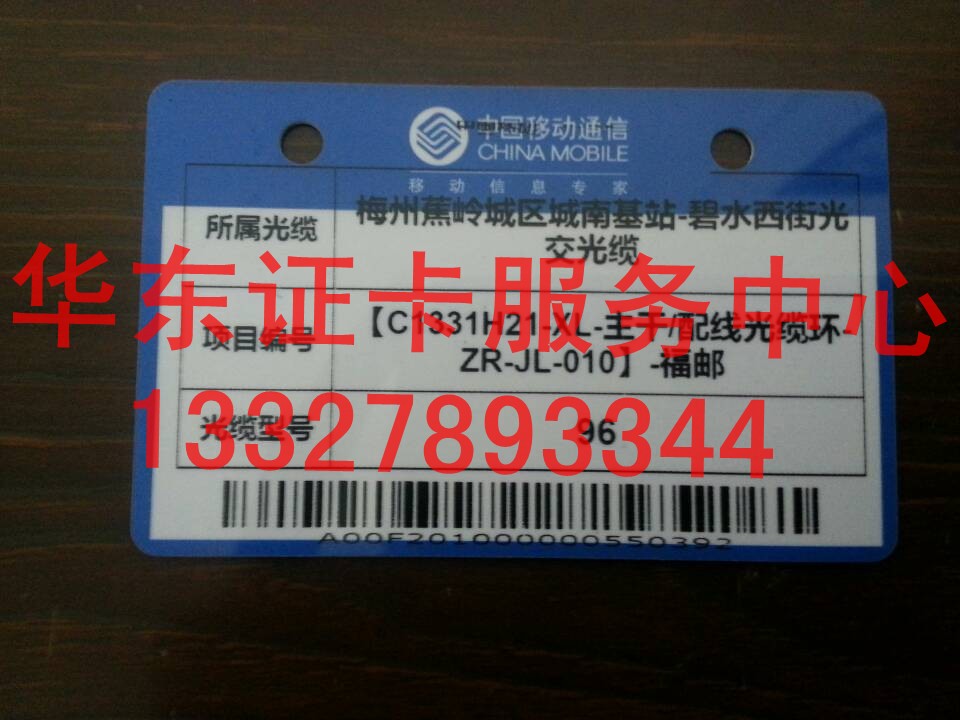 中国移动通信
CHINA MOBILE
移动信息专家
所属光缆
梅州蕉岭城区城南基站-碧水西街光
交光缆
华东证卡服务中心
项目编号
【C1331H21-XL-主干/配线光缆环-
ZR-JL-010】-福邮
光缆型号
96
13327893344
A00F201000000550392